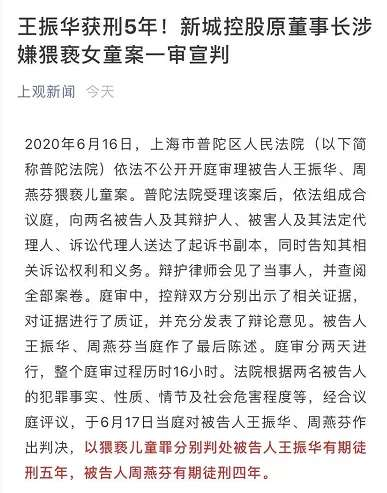 王振华获刑5年！新城控股原董事长涉
嫌猥亵女童案一审宣判
上观新闻 今天
2020年6月16日，上海市普陀区人民法院（以下简
称普陀法院）依法不公开开庭审理被告人王振华、周
燕芬猥亵儿童案。普陀法院受理该案后，依法组成合
议庭，向两名被告人及其辩护人、被害人及其法定代
理人、诉讼代理人送达了起诉书副本，同时告知其相
关诉讼权利和义务。辩护律师会见了当事人，并查阅
全部案卷。庭审中，控辩双方分别出示了相关证据，
对证据进行了质证，并充分发表了辩论意见。被告人
王振华、周燕芬当庭作了最后陈述。庭审分两天进
行，整个庭审过程历时16小时。法院根据两名被告人
的犯罪事实、性质、情节及社会危害程度等，经合议
庭评议，于6月17日当庭对被告人王振华、周燕芬作
出判决，以猥亵儿童罪分别判处被告人王振华有期徒
刑五年，被告人周燕芬有期徒刑四年。